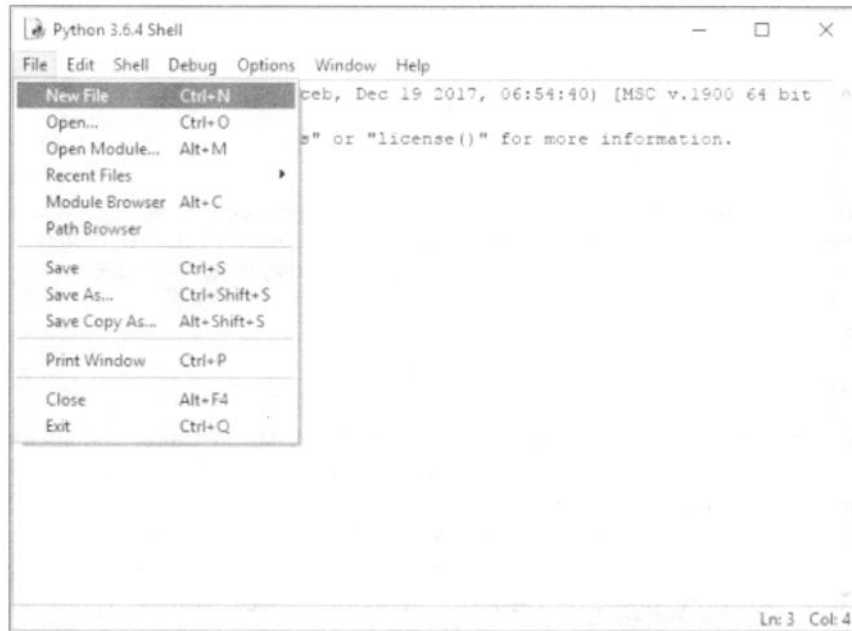 Python 3.6.4 Shell
File Edit Shell Debug Options Window Help
New File Ctrl+N
ceb, Dec 19 2017, 06:54:40) [MSC v.1900 64 bit
Open... Ctrl+O
s" or "license()" for more information.
Open Module... Alt+M
Recent Files
Module Browser Alt+C
Path Browser
Save Ctrl+S
Save As... Ctrl+Shift+S
Save Copy As... Alt+Shift+S
Print Window Ctrl+P
Close Alt+F4
Exit Ctrl+Q
Ln: 3 Col: 4